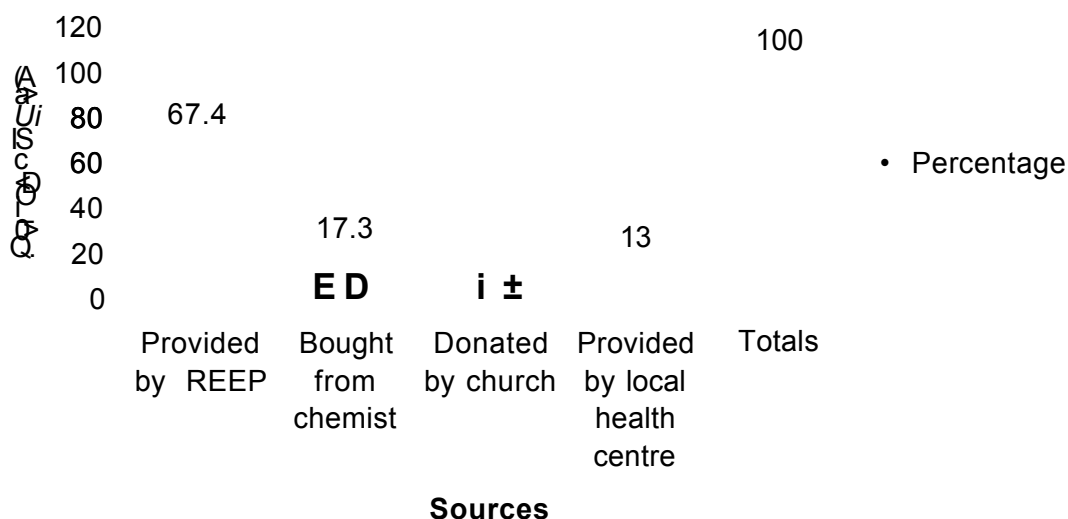 120
100
80
60
40
20
0
67.4
17.3
13
100
E D
i ±
• Percentage
Provided by REEP
Bought from chemist
Donated by church
Provided by local health centre
Totals
Sources